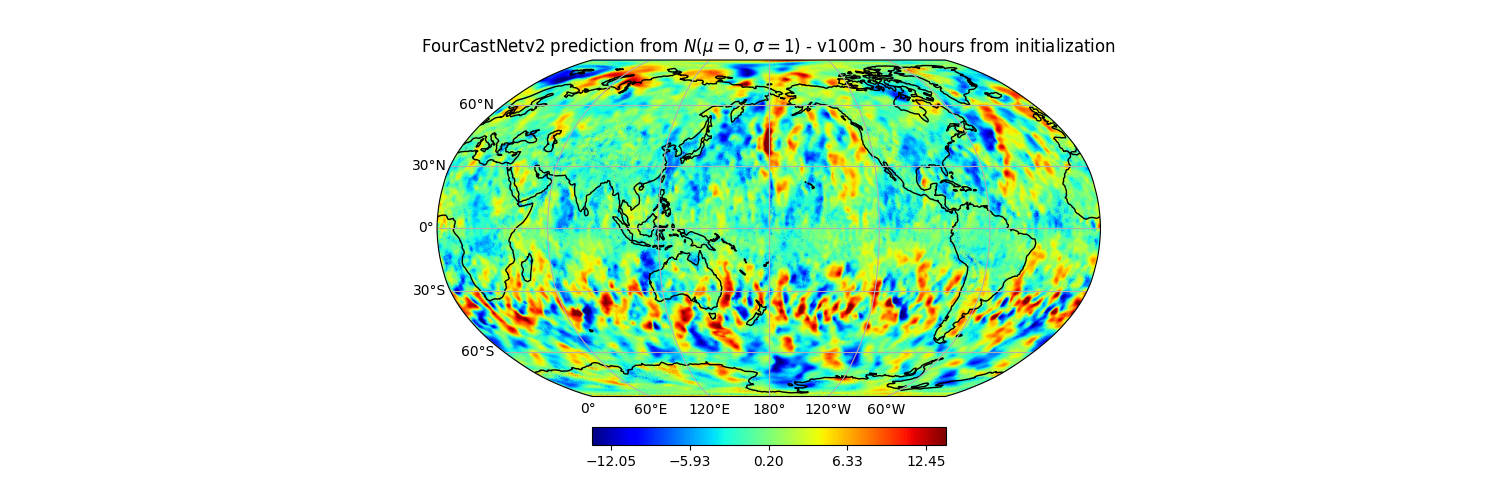 FourCastNetv2 prediction from N(μ = 0, σ = 1) - v100m - 30 hours from initialization
60°N
30°N
0°
30°S
60°S
0° 60°E 120°E 180° 120°W 60°W
−12.05 −5.93 0.20 6.33 12.45